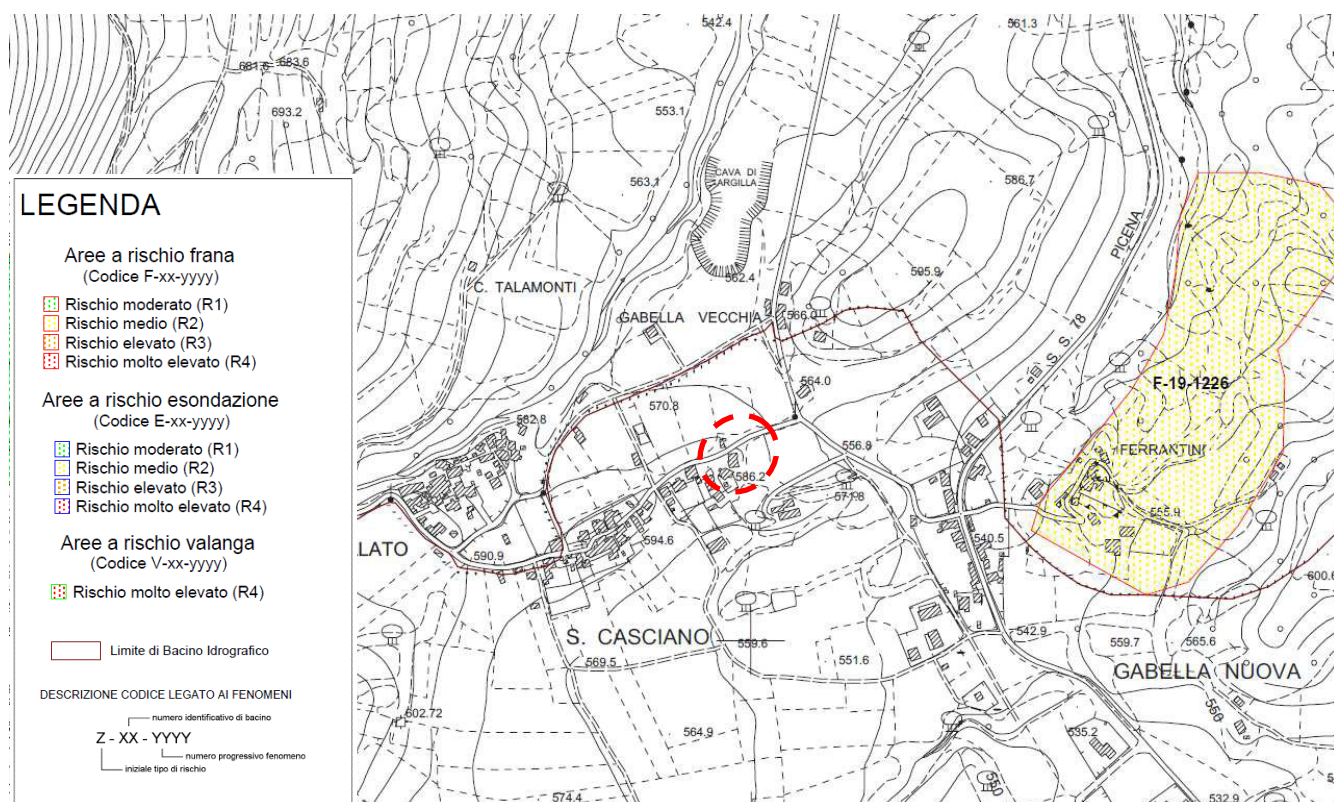 LEGENDA
Aree a rischio frana
(Codice F-xx-yyyy)
Rischio moderato (R1)
Rischio medio (R2)
Rischio elevato (R3)
Rischio molto elevato (R4)
Aree a rischio esondazione
(Codice E-xx-yyyy)
Rischio moderato (R1)
Rischio medio (R2)
Rischio elevato (R3)
Rischio molto elevato (R4)
Aree a rischio valanga
(Codice V-xx-yyyy)
Rischio molto elevato (R4)
Limite di Bacino Idrografico
DESCRIZIONE CODICE LEGATO AI FENOMENI
numero identificativo di bacino
Z - XX - YYYY
numero progressivo fenomeno
iniziale tipo di rischio
542.4
561.3
683.6
693.2
553.1
563.1
CAVA DI
ARGILLA
586.7
PICENA
562.4
595.9
C. TALAMONTI
GABELLA VECCHIA
566.0
S. S. 78
564.0
F-19-1226
570.8
582.8
556.8
FERRANTINI
586.2
571.8
555.9
594.6
590.9
LATO
540.5
600.6
S. CASCIANO
559.6
542.9
559.7
565.6
569.5
551.6
GABELLA NUOVA
602.72
550
564.9
535.2
550
574.4
532.9